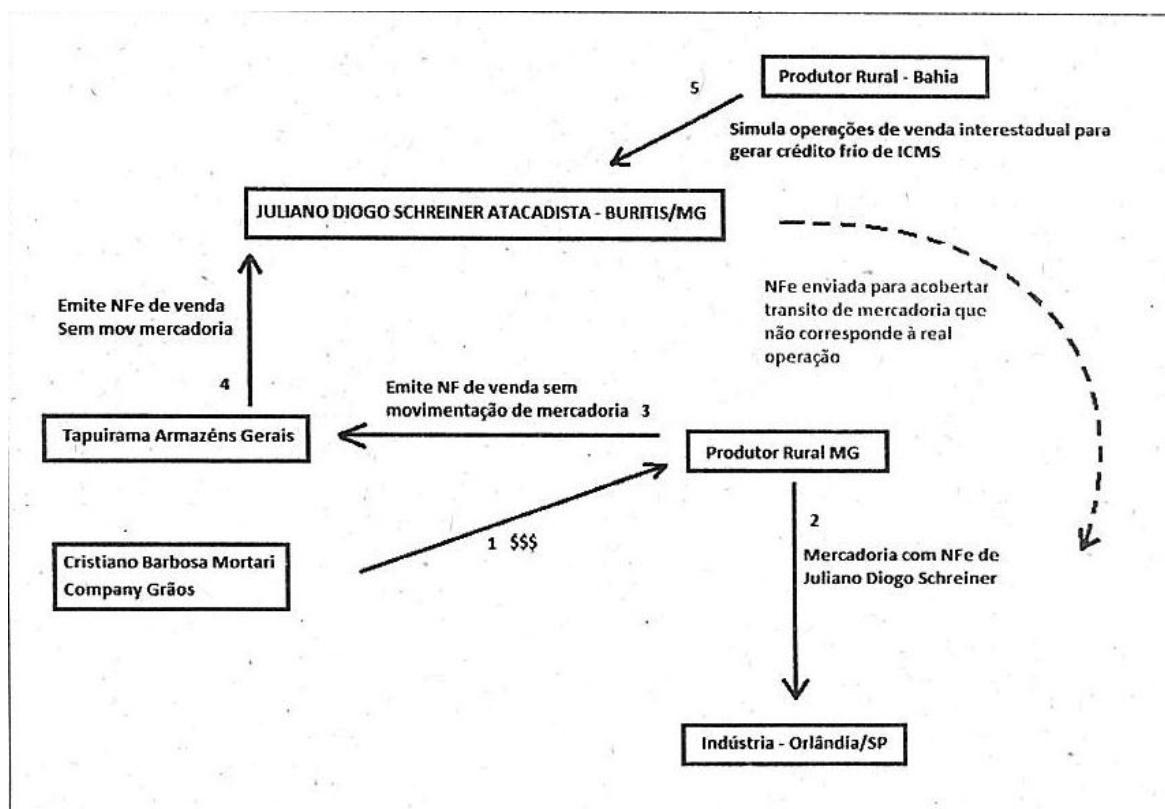 Produtor Rural - Bahia
5
Simula operações de venda interestadual para
gerar crédito frio de ICMS
JULIANO DIOGO SCHREINER ATACADISTA - BURITIS/MG
Emite NFe de venda
Sem mov mercadoria
4
NFe enviada para acobertar
transito de mercadoria que
não corresponde à real
operação
Emite NF de venda sem
movimentação de mercadoria 3
Tapuirama Armazéns Gerais
Produtor Rural MG
1 $$$
Cristiano Barbosa Mortari
Company Grãos
2
Mercadoria com NFe de
Juliano Diogo Schreiner
Indústria - Orlândia/SP